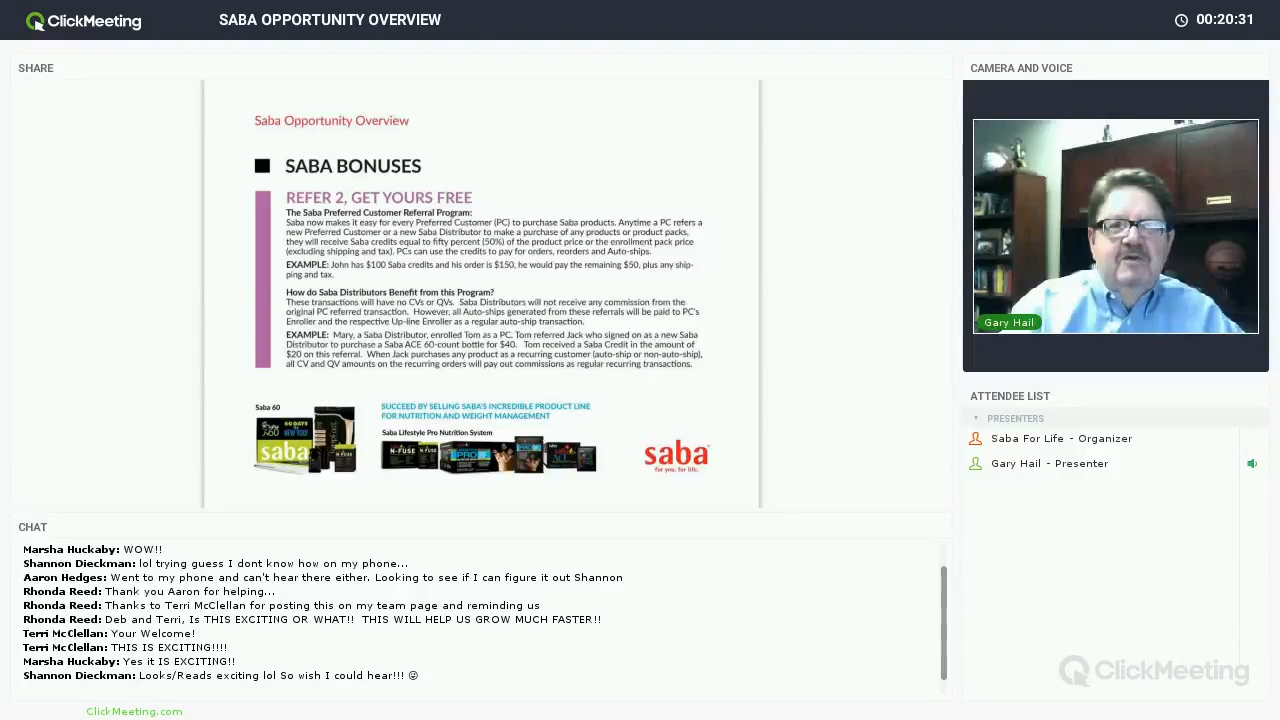 ClickMeeting
SABA OPPORTUNITY OVERVIEW
00:20:31
SHARE
Saba Opportunity Overview
SABA BONUSES
REFER 2, GET YOURS FREE
The Saba Preferred Customer Referral Program:
Saba now makes it easy for every Preferred Customer (PC) to purchase Saba products. Anytime a PC refers a
new Preferred Customer or a new Saba Distributor to make a purchase of any products or product packs,
they will receive Saba credits equal to fifty percent (50%) of the product price or the enrollment pack price
(excluding shipping and tax). PCs can use the credits to pay for orders, reorders and Auto-ships.
EXAMPLE: John has $100 Saba credits and his order is $150, he would pay the remaining $50, plus any ship-
ping and tax.
How do Saba Distributors Benefit from this Program?
These transactions will have no CVs or QVs. Saba Distributors will not receive any commission from the
original PC referred transaction. However, all Auto-ships generated from these referrals will be paid to PC's
Enroller and the respective Up-line Enroller as a regular auto-ship transaction.
EXAMPLE: Mary, a Saba Distributor, enrolled Tom as a PC. Tom referred Jack who signed on as a new Saba
Distributor to purchase a Saba ACE 60-count bottle for $40. Tom received a Saba Credit in the amount of
$20 on this referral. When Jack purchases any product as a recurring customer (auto-ship or non-auto-ship),
all CV and QV amounts on the recurring orders will pay out commissions as regular recurring transactions.
Saba 60
60 DAYS
NEW YOU!
saba
SUCCEED BY SELLING SABA'S INCREDIBLE PRODUCT LINE
FOR NUTRITION AND WEIGHT MANAGEMENT
Saba Lifestyle Pro Nutrition System
N-FUSE
N-FUSE
PRO
saba
for you. for life.
CAMERA AND VOICE
Gary Hail
ATTENDEE LIST
PRESENTERS
Saba For Life - Organizer
Gary Hail - Presenter
CHAT
Marsha Huckaby: WOW!!
Shannon Dieckman: lol trying guess I dont know how on my phone...
Aaron Hedges: Went to my phone and can't hear there either. Looking to see if I can figure it out Shannon
Rhonda Reed: Thank you Aaron for helping...
Rhonda Reed: Thanks to Terri McClellan for posting this on my team page and reminding us
Rhonda Reed: Deb and Terri, Is THIS EXCITING OR WHAT!! THIS WILL HELP US GROW MUCH FASTER!!
Terri McClellan: Your Welcome!
Terri McClellan: THIS IS EXCITING!!!!
Marsha Huckaby: Yes it IS EXCITING!!
Shannon Dieckman: Looks/Reads exciting lol So wish I could hear!!! 😜
ClickMeeting
ClickMeeting.com